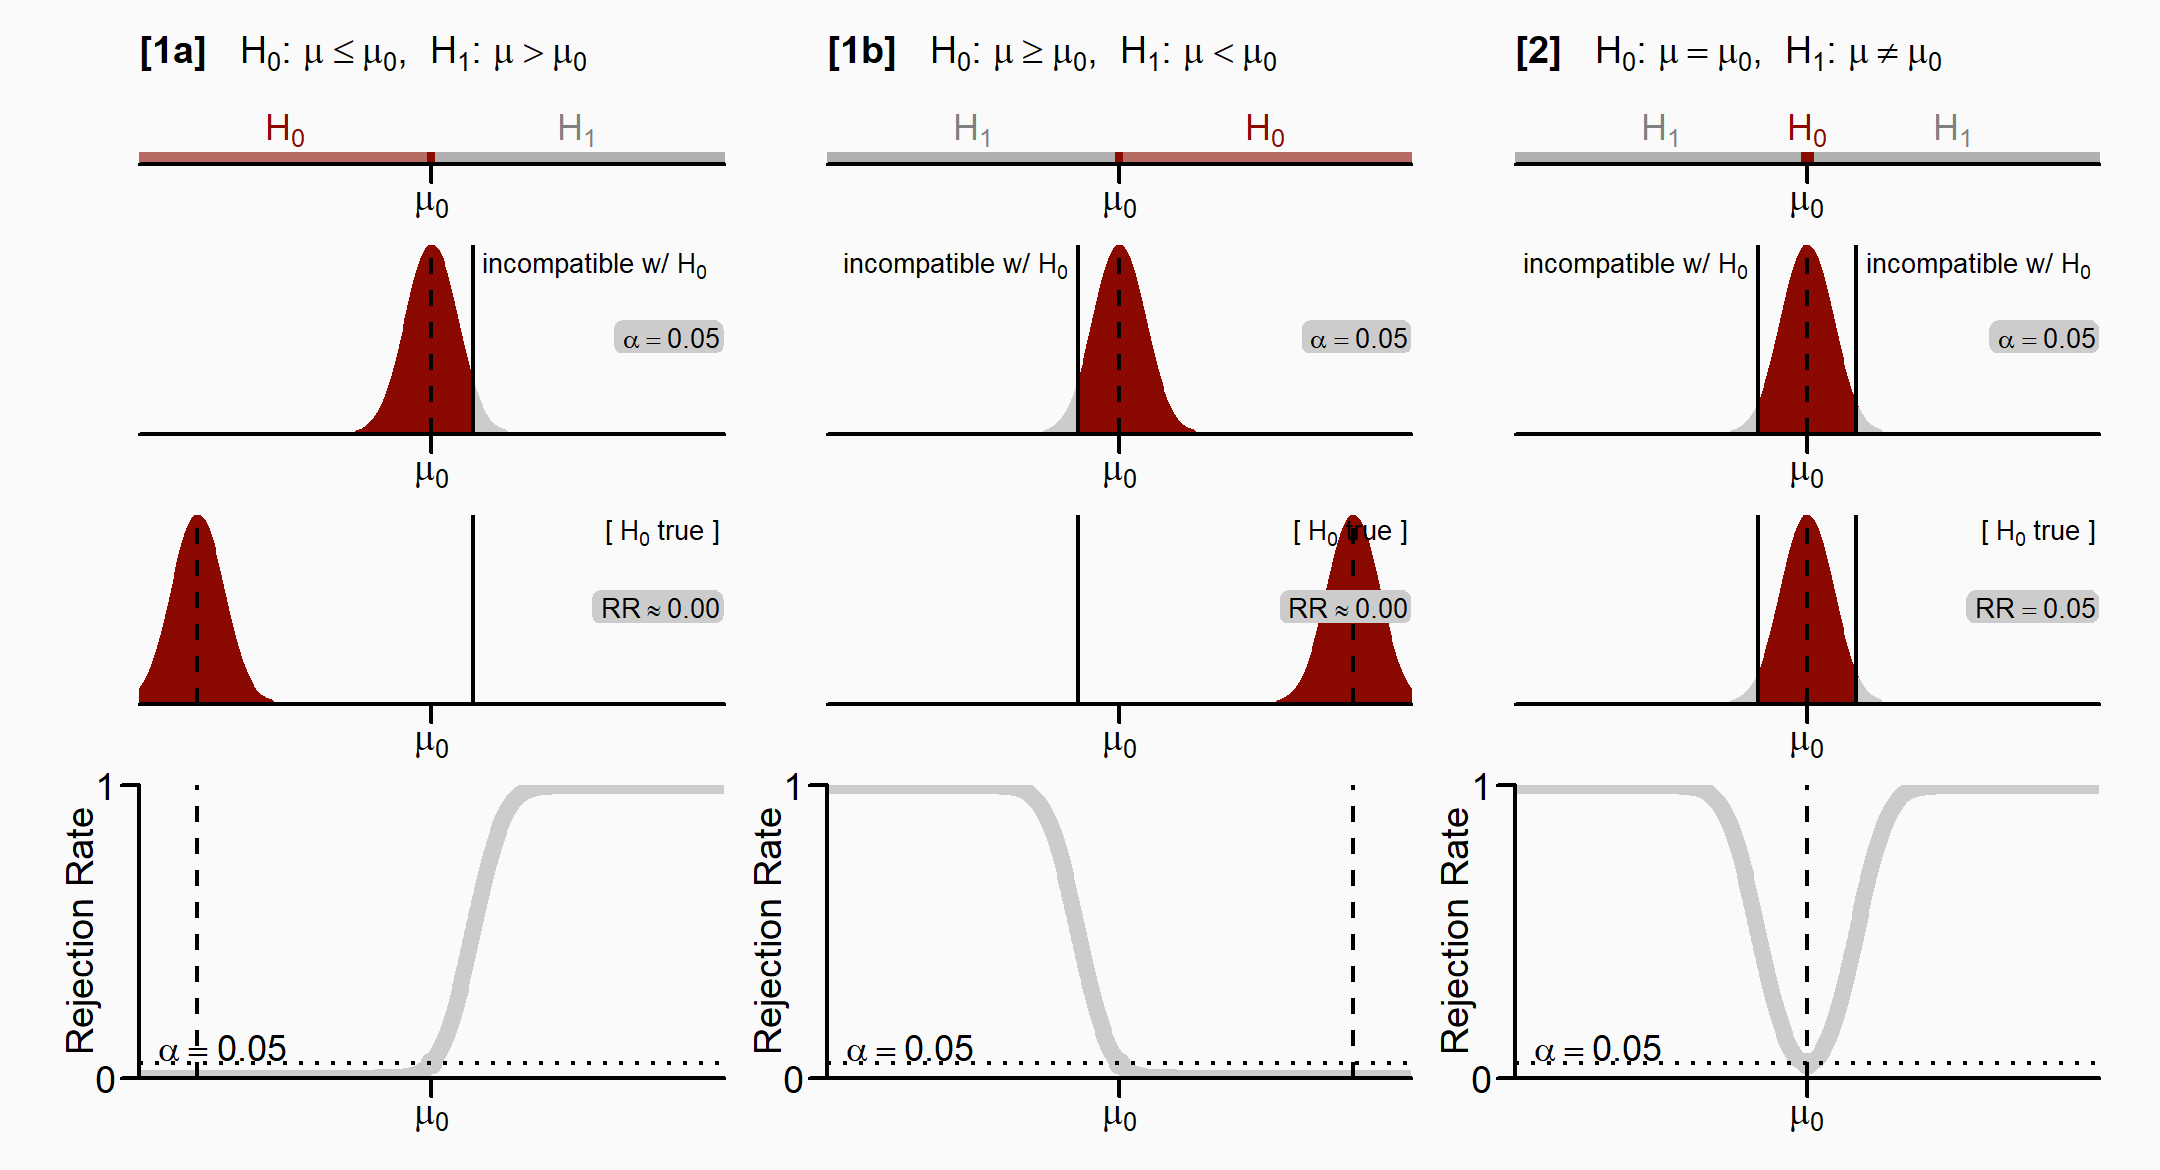 [1a] H₀: μ ≤ μ₀, H₁: μ > μ₀
H₀ H₁
μ₀
incompatible w/ H₀
α = 0.05
μ₀
[ H₀ true ]
RR ≈ 0.00
μ₀
Rejection Rate
1
α = 0.05
0
μ₀
[1b] H₀: μ ≥ μ₀, H₁: μ < μ₀
H₁ H₀
μ₀
incompatible w/ H₀
α = 0.05
μ₀
[ H₀ true ]
RR ≈ 0.00
μ₀
Rejection Rate
1
α = 0.05
0
μ₀
[2] H₀: μ = μ₀, H₁: μ ≠ μ₀
H₁ H₀ H₁
μ₀
incompatible w/ H₀ incompatible w/ H₀
α = 0.05
μ₀
[ H₀ true ]
RR = 0.05
μ₀
Rejection Rate
1
α = 0.05
0
μ₀